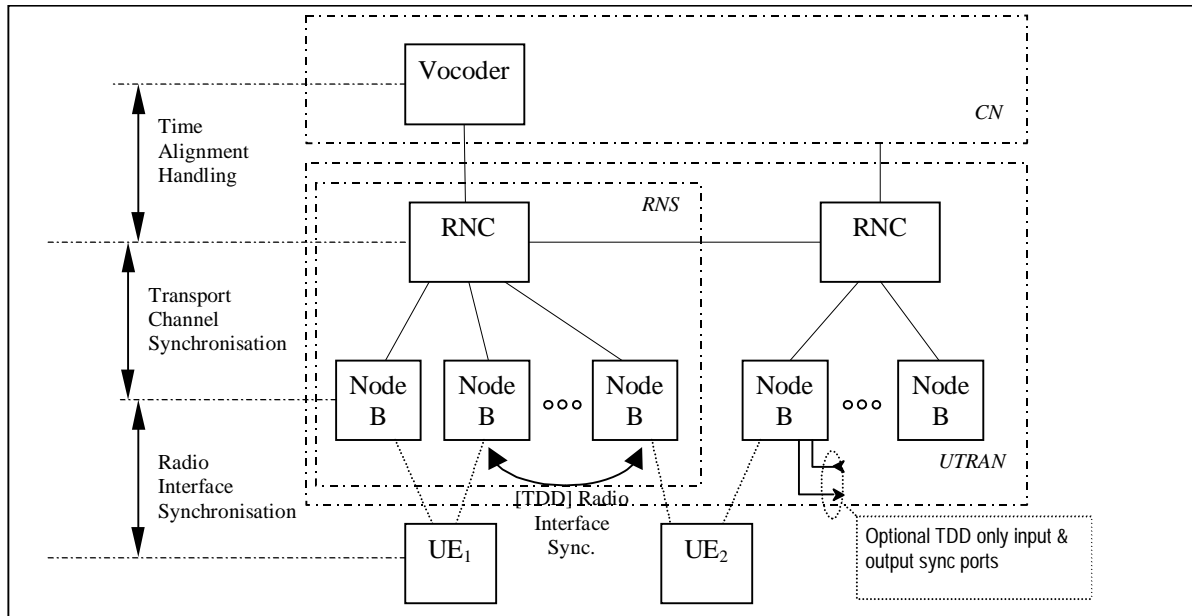 Vocoder
CN
Time
Alignment
Handling
RNS
RNC
RNC
Transport
Channel
Synchronisation
Node
B
Node
B
Node
B
Node
B
Node
B
UTRAN
Radio
Interface
Synchronisation
[TDD] Radio
Interface
Sync.
UE1
UE2
Optional TDD only input &
output sync ports